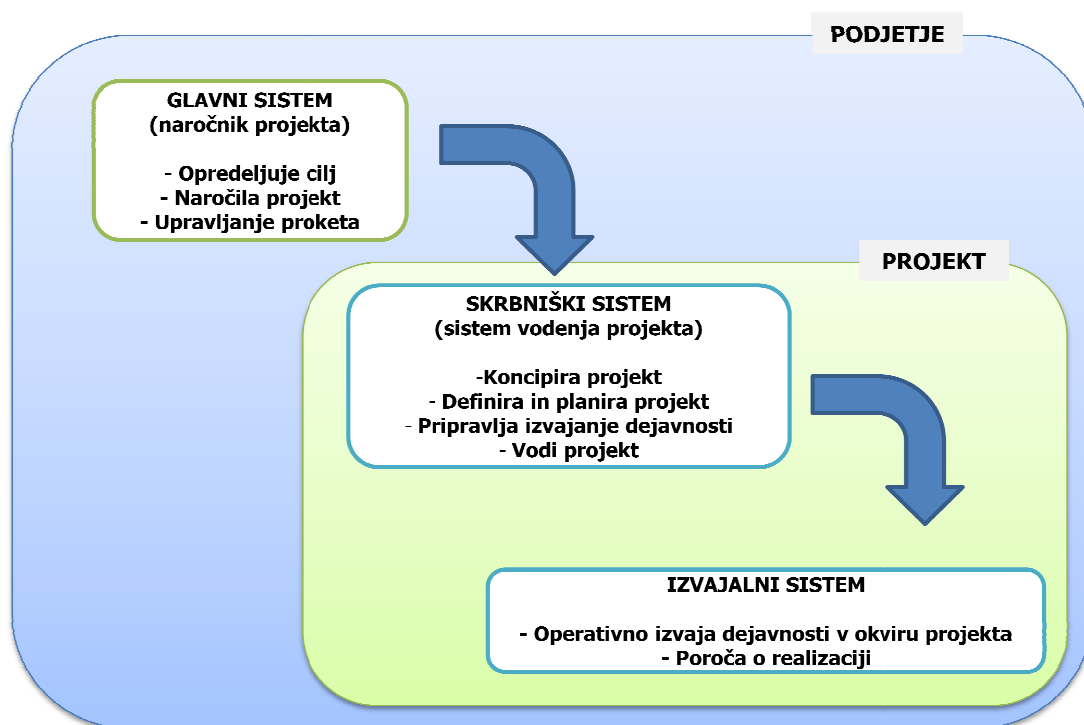 PODJETJE
GLAVNI SISTEM
(naročnik projekta)
- Opredeljuje cilj
- Naročila projekt
- Upravljanje proketa
PROJEKT
SKRBNIŠKI SISTEM
(sistem vodenja projekta)
-Koncipira projekt
- Definira in planira projekt
- Pripravlja izvajanje dejavnosti
- Vodi projekt
IZVAJALNI SISTEM
- Operativno izvaja dejavnosti v okviru projekta
- Poroča o realizaciji